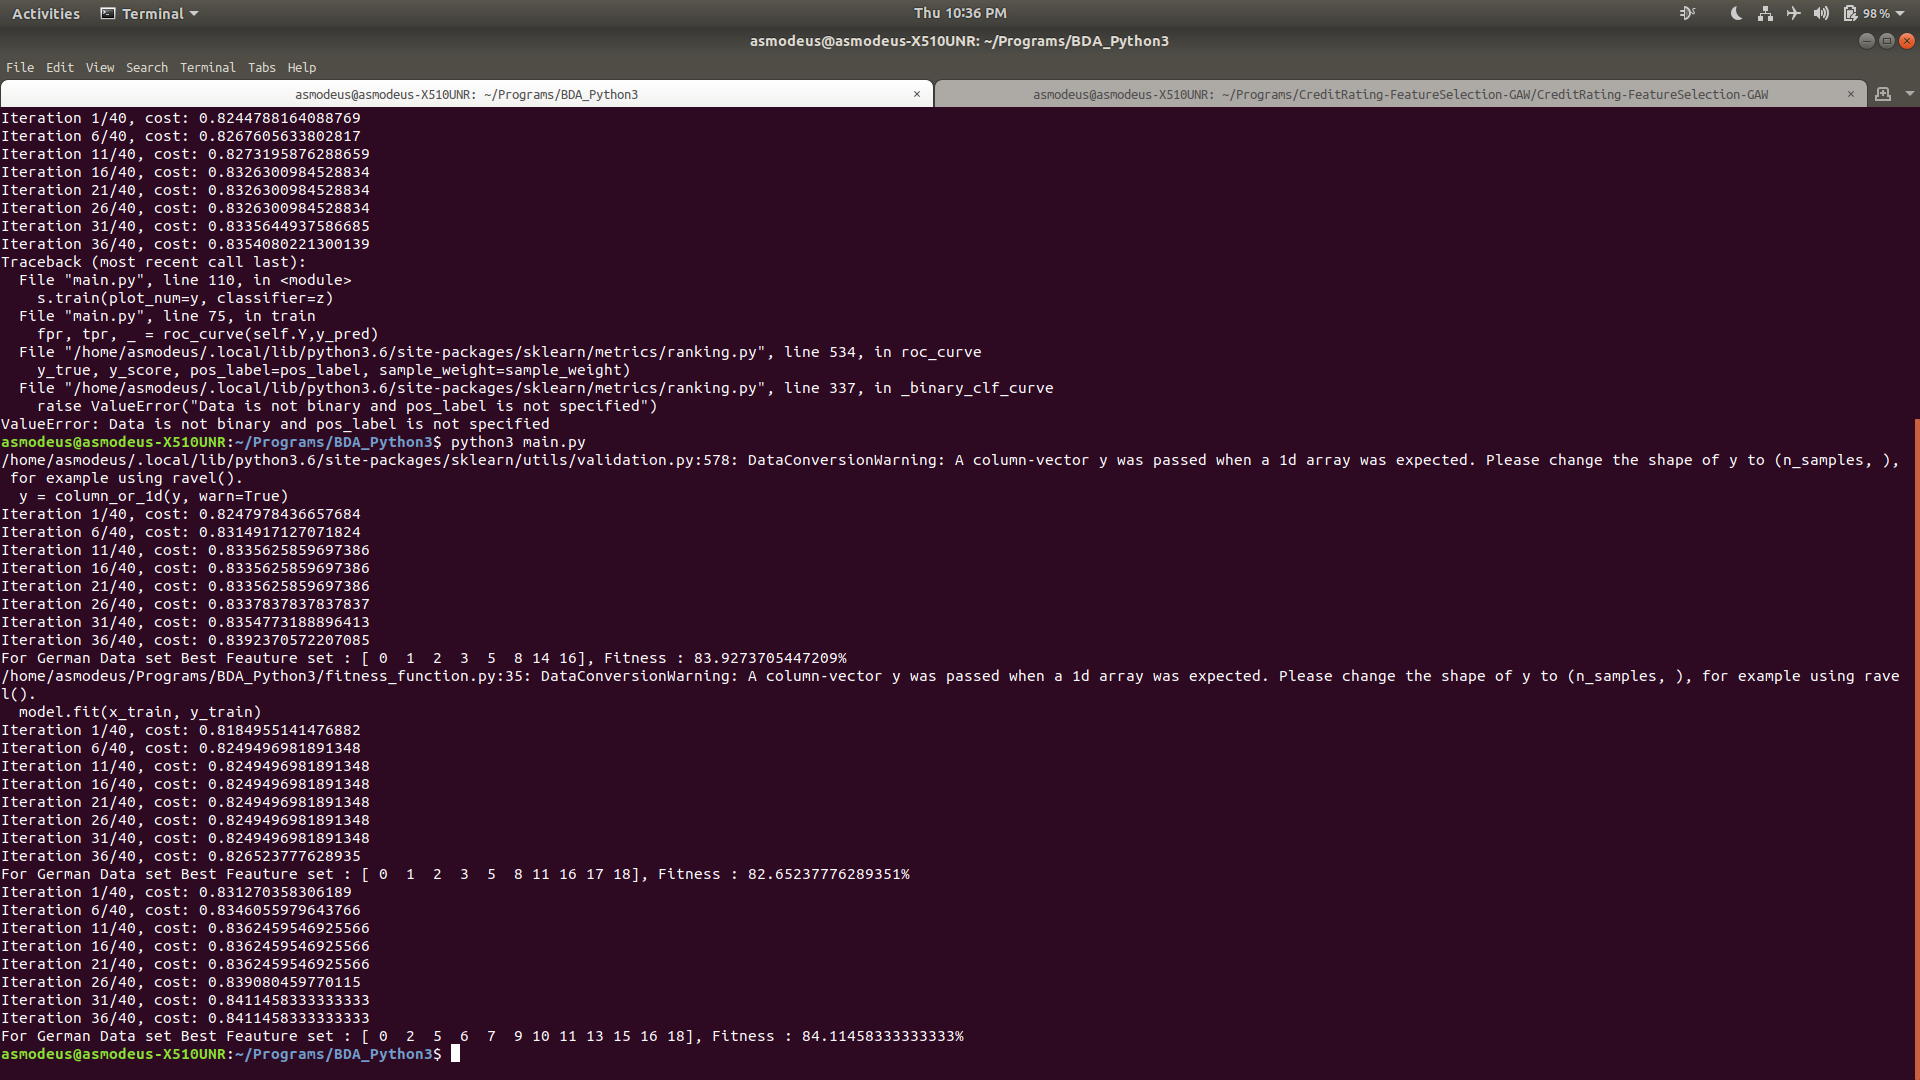 Activities Terminal Thu 10:36 PM 98%
asmodeus@asmodeus-X510UNR: ~/Programs/BDA_Python3
File Edit View Search Terminal Tabs Help
asmodeus@asmodeus-X510UNR: ~/Programs/BDA_Python3 × asmodeus@asmodeus-X510UNR: ~/Programs/CreditRating-FeatureSelection-GAW/CreditRating-FeatureSelection-GAW ×
Iteration 1/40, cost: 0.8244788164088769
Iteration 6/40, cost: 0.8267605633802817
Iteration 11/40, cost: 0.8273195876288659
Iteration 16/40, cost: 0.8326300984528834
Iteration 21/40, cost: 0.8326300984528834
Iteration 26/40, cost: 0.8326300984528834
Iteration 31/40, cost: 0.8335644937586685
Iteration 36/40, cost: 0.8354080221300139
Traceback (most recent call last):
  File "main.py", line 110, in <module>
    s.train(plot_num=y, classifier=z)
  File "main.py", line 75, in train
    fpr, tpr, _ = roc_curve(self.Y,y_pred)
  File "/home/asmodeus/.local/lib/python3.6/site-packages/sklearn/metrics/ranking.py", line 534, in roc_curve
    y_true, y_score, pos_label=pos_label, sample_weight=sample_weight)
  File "/home/asmodeus/.local/lib/python3.6/site-packages/sklearn/metrics/ranking.py", line 337, in _binary_clf_curve
    raise ValueError("Data is not binary and pos_label is not specified")
ValueError: Data is not binary and pos_label is not specified
asmodeus@asmodeus-X510UNR:~/Programs/BDA_Python3$ python3 main.py
/home/asmodeus/.local/lib/python3.6/site-packages/sklearn/utils/validation.py:578: DataConversionWarning: A column-vector y was passed when a 1d array was expected. Please change the shape of y to (n_samples, ),
 for example using ravel().
  y = column_or_1d(y, warn=True)
Iteration 1/40, cost: 0.8247978436657684
Iteration 6/40, cost: 0.8314917127071824
Iteration 11/40, cost: 0.8335625859697386
Iteration 16/40, cost: 0.8335625859697386
Iteration 21/40, cost: 0.8335625859697386
Iteration 26/40, cost: 0.8337837837837837
Iteration 31/40, cost: 0.8354773188896413
Iteration 36/40, cost: 0.8392370572207085
For German Data set Best Feauture set : [ 0  1  2  3  5  8 14 16], Fitness : 83.9273705447209%
/home/asmodeus/Programs/BDA_Python3/fitness_function.py:35: DataConversionWarning: A column-vector y was passed when a 1d array was expected. Please change the shape of y to (n_samples, ), for example using rave
l().
  model.fit(x_train, y_train)
Iteration 1/40, cost: 0.8184955141476882
Iteration 6/40, cost: 0.8249496981891348
Iteration 11/40, cost: 0.8249496981891348
Iteration 16/40, cost: 0.8249496981891348
Iteration 21/40, cost: 0.8249496981891348
Iteration 26/40, cost: 0.8249496981891348
Iteration 31/40, cost: 0.8249496981891348
Iteration 36/40, cost: 0.826523777628935
For German Data set Best Feauture set : [ 0  1  2  3  5  8 11 16 17 18], Fitness : 82.65237776289351%
Iteration 1/40, cost: 0.831270358306189
Iteration 6/40, cost: 0.8346055979643766
Iteration 11/40, cost: 0.8362459546925566
Iteration 16/40, cost: 0.8362459546925566
Iteration 21/40, cost: 0.8362459546925566
Iteration 26/40, cost: 0.839080459770115
Iteration 31/40, cost: 0.8411458333333333
Iteration 36/40, cost: 0.8411458333333333
For German Data set Best Feauture set : [ 0  2  5  6  7  9 10 11 13 15 16 18], Fitness : 84.11458333333333%
asmodeus@asmodeus-X510UNR:~/Programs/BDA_Python3$